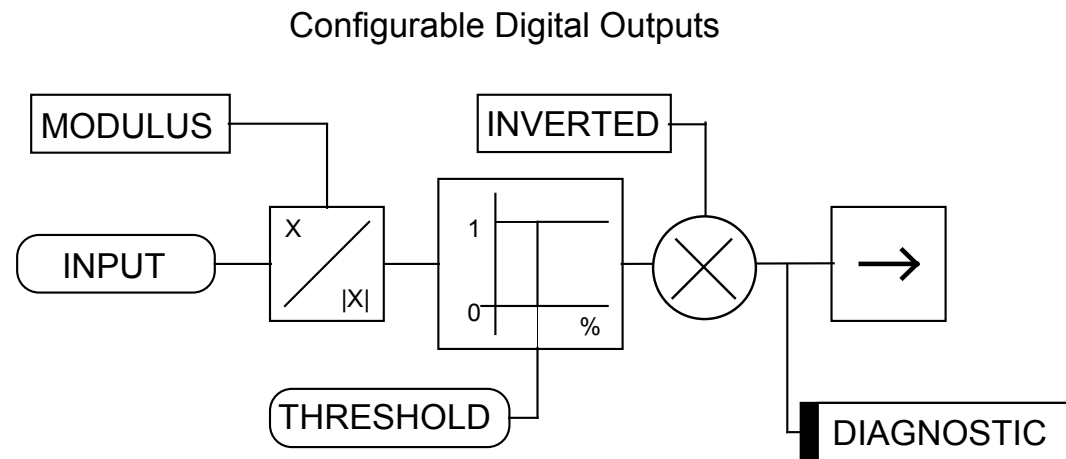 Configurable Digital Outputs
MODULUS
INVERTED
X
1
INPUT
|X|
0
%
THRESHOLD
DIAGNOSTIC